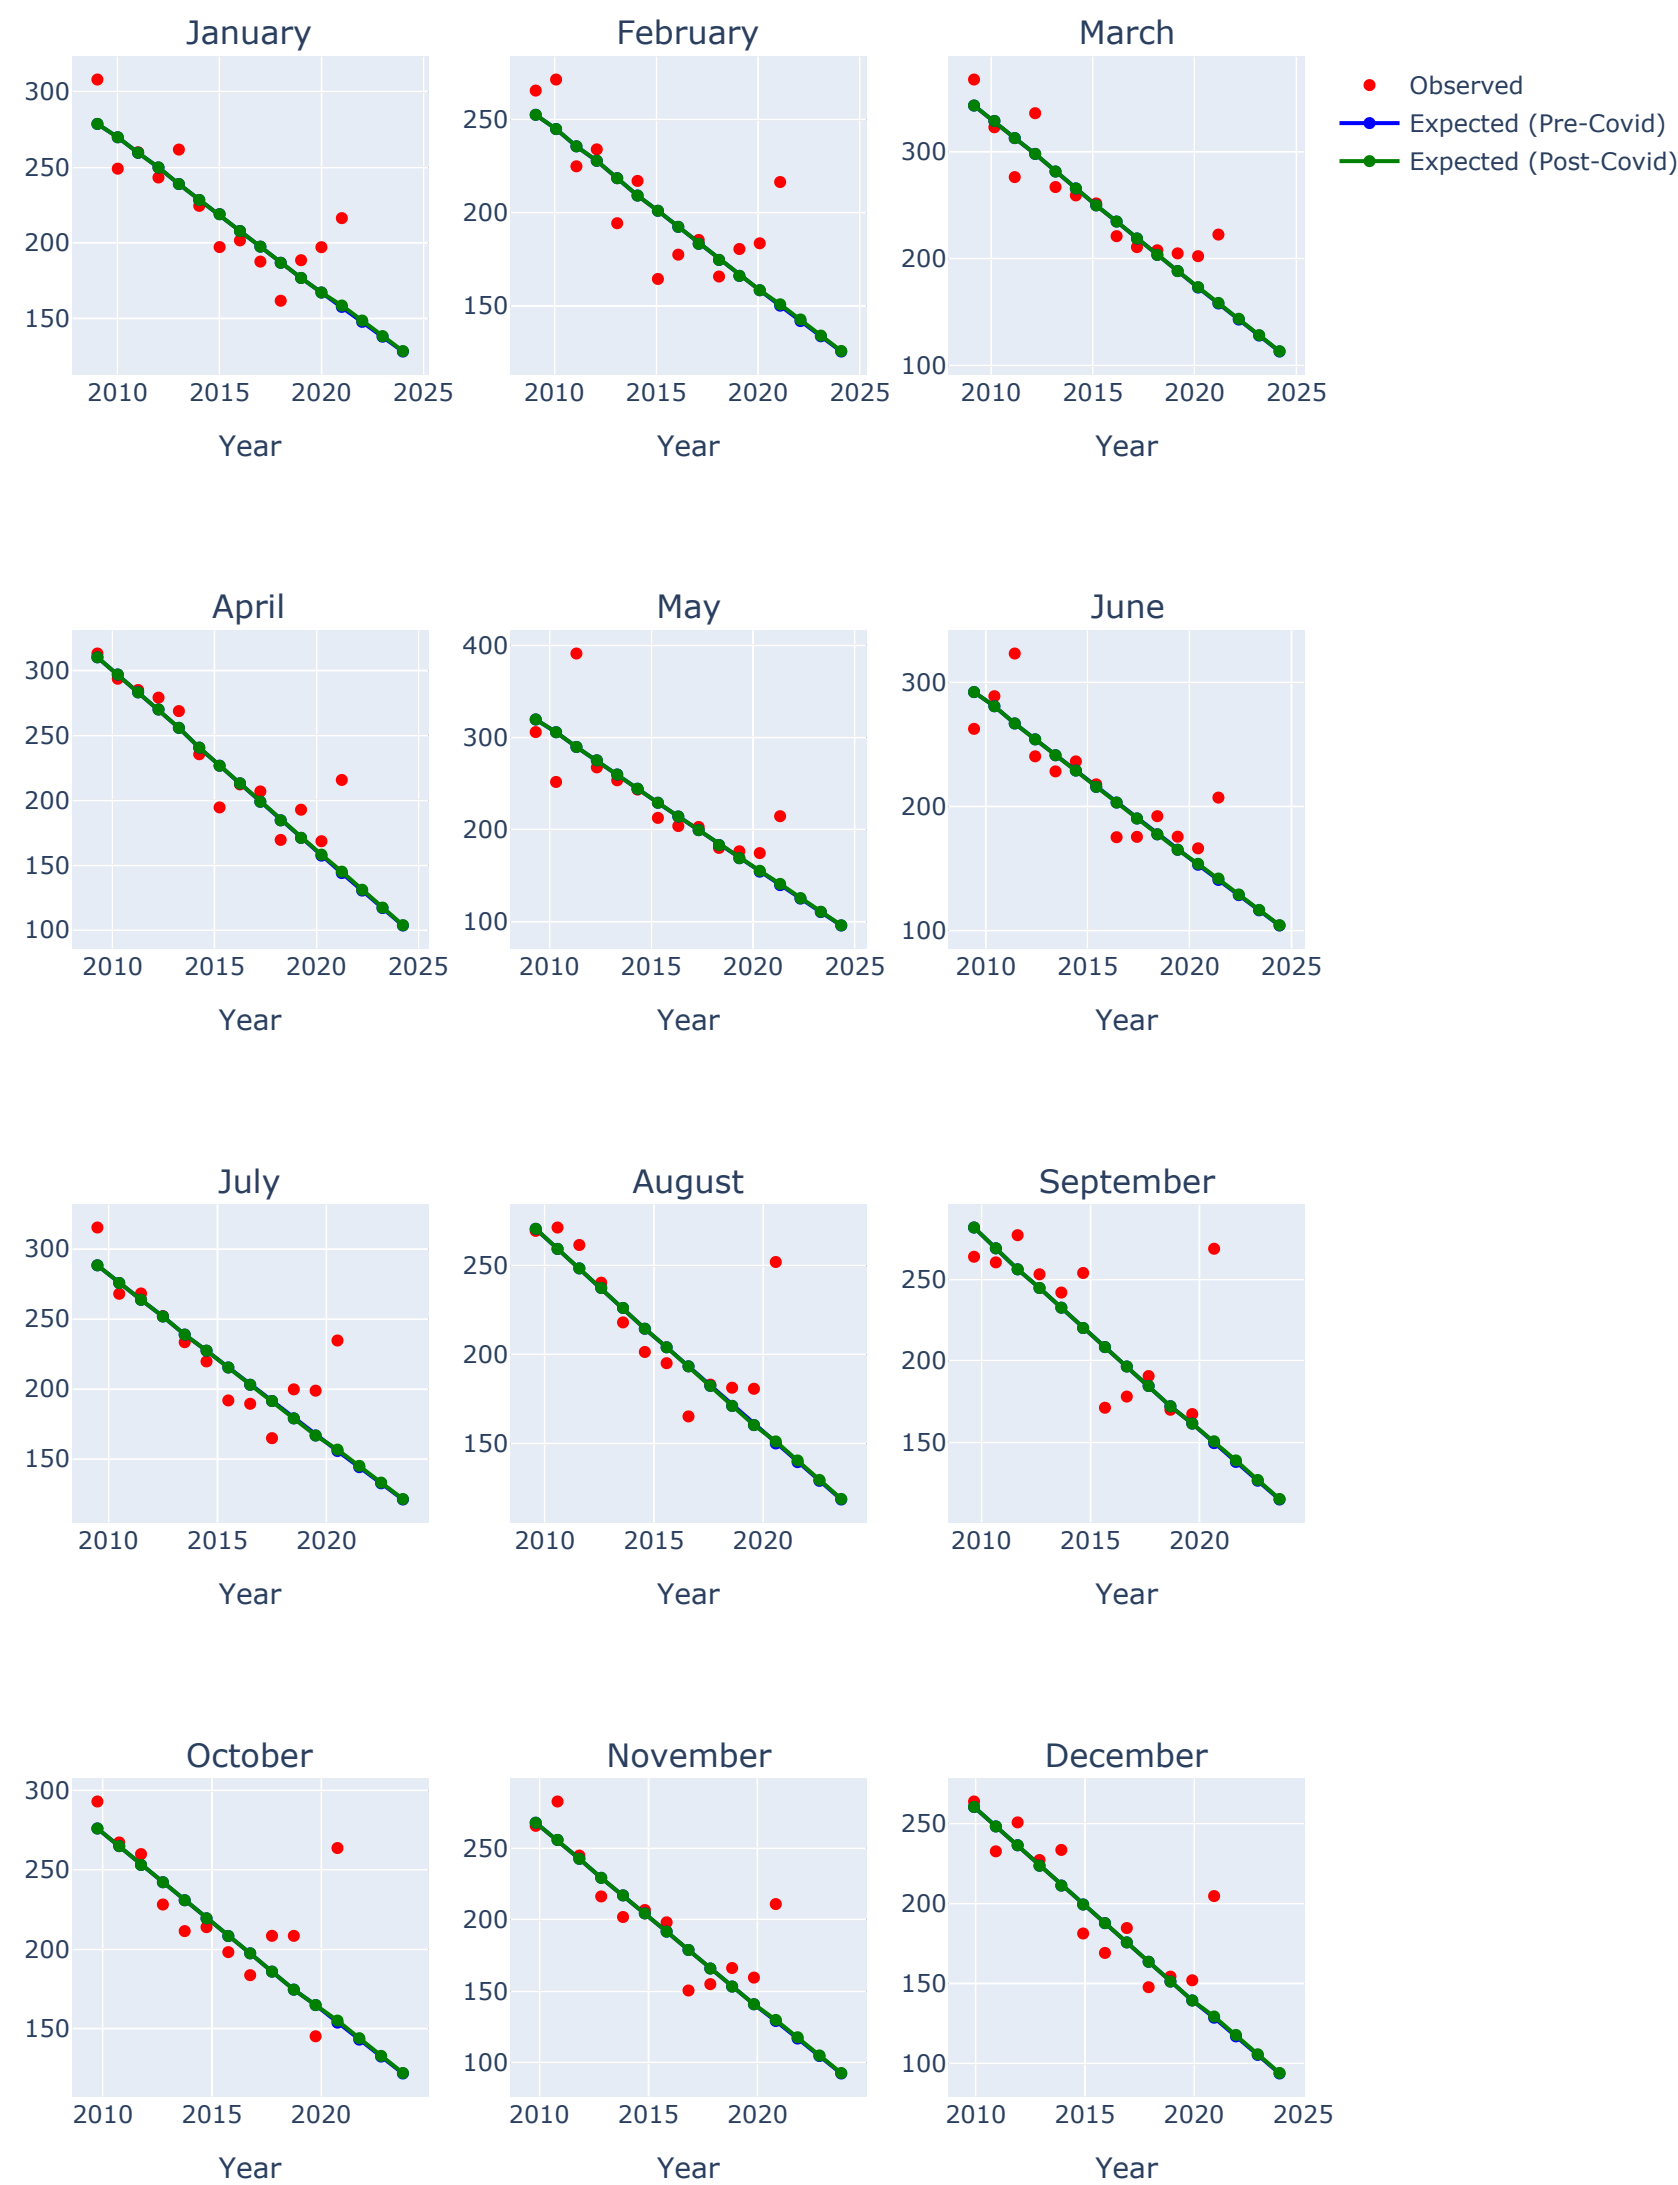 January February March
Observed
Expected (Pre-Covid)
Expected (Post-Covid)
300
250
200
150
2010 2015 2020 2025
Year
250
200
150
2010 2015 2020 2025
Year
300
200
100
2010 2015 2020 2025
Year
April May June
300
250
200
150
100
2010 2015 2020 2025
Year
400
300
200
100
2010 2015 2020 2025
Year
300
200
100
2010 2015 2020 2025
Year
July August September
300
250
200
150
2010 2015 2020
Year
250
200
150
2010 2015 2020
Year
250
200
150
2010 2015 2020
Year
October November December
300
250
200
150
2010 2015 2020
Year
250
200
150
100
2010 2015 2020
Year
250
200
150
100
2010 2015 2020 2025
Year